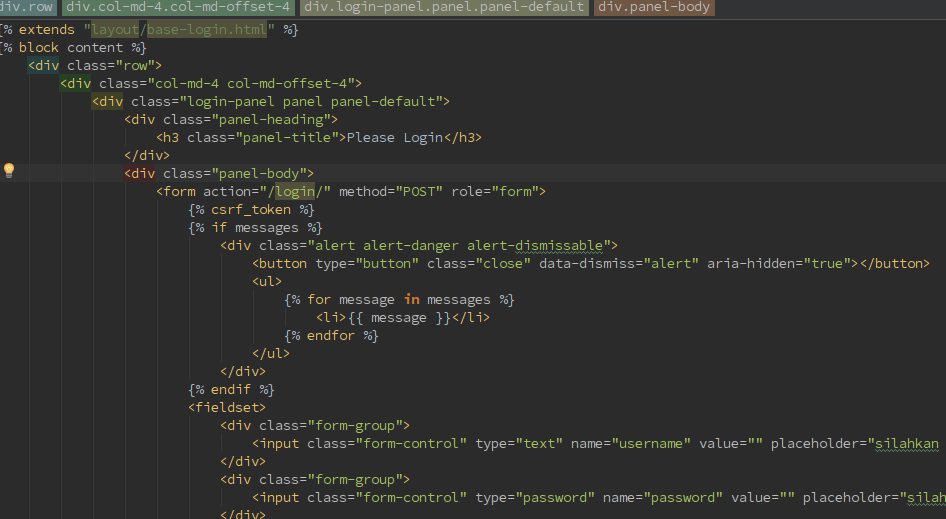 div.row div.col-md-4.col-md-offset-4 div.login-panel.panel.panel-default div.panel-body
{% extends "layout/base-login.html" %}
{% block content %}
<div class="row">
<div class="col-md-4 col-md-offset-4">
<div class="login-panel panel panel-default">
<div class="panel-heading">
<h3 class="panel-title">Please Login</h3>
</div>
<div class="panel-body">
<form action="/login/" method="POST" role="form">
{% csrf_token %}
{% if messages %}
<div class="alert alert-danger alert-dismissable">
<button type="button" class="close" data-dismiss="alert" aria-hidden="true"></button>
<ul>
{% for message in messages %}
<li>{{ message }}</li>
{% endfor %}
</ul>
</div>
{% endif %}
<fieldset>
<div class="form-group">
<input class="form-control" type="text" name="username" value="" placeholder="silahkan
</div>
<div class="form-group">
<input class="form-control" type="password" name="password" value="" placeholder="silah
</div>